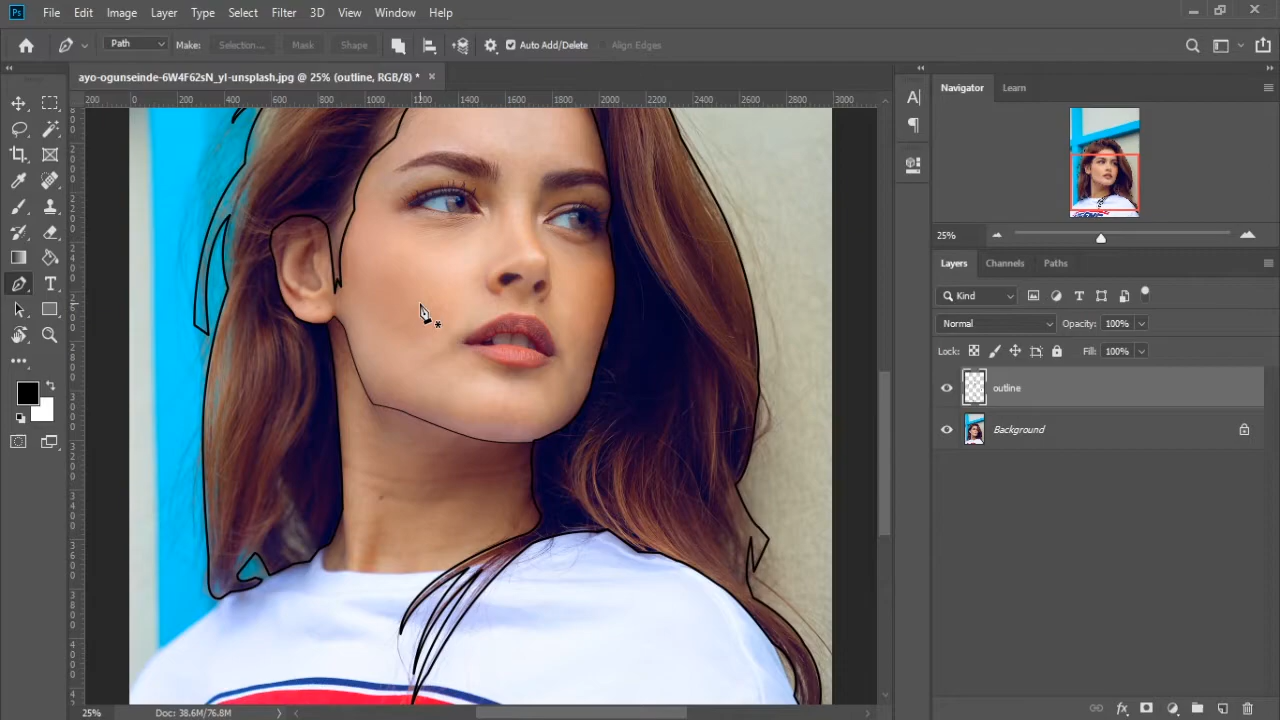 Ps File Edit Image Layer Type Select Filter 3D View Window Help
Path Make: Selection... Mask Shape Auto Add/Delete Align Edges
ayo-ogunseinde-6W4F62sN_yI-unsplash.jpg @ 25% (outline, RGB/8) *
200 0 200 400 600 800 1000 1200 1400 1600 1800 2000 2200 2400 2600 2800 3000
Navigator Learn
25%
Layers Channels Paths
Kind
Normal Opacity: 100%
Lock: Fill: 100%
outline
Background
25% Doc: 38.6M/76.8M